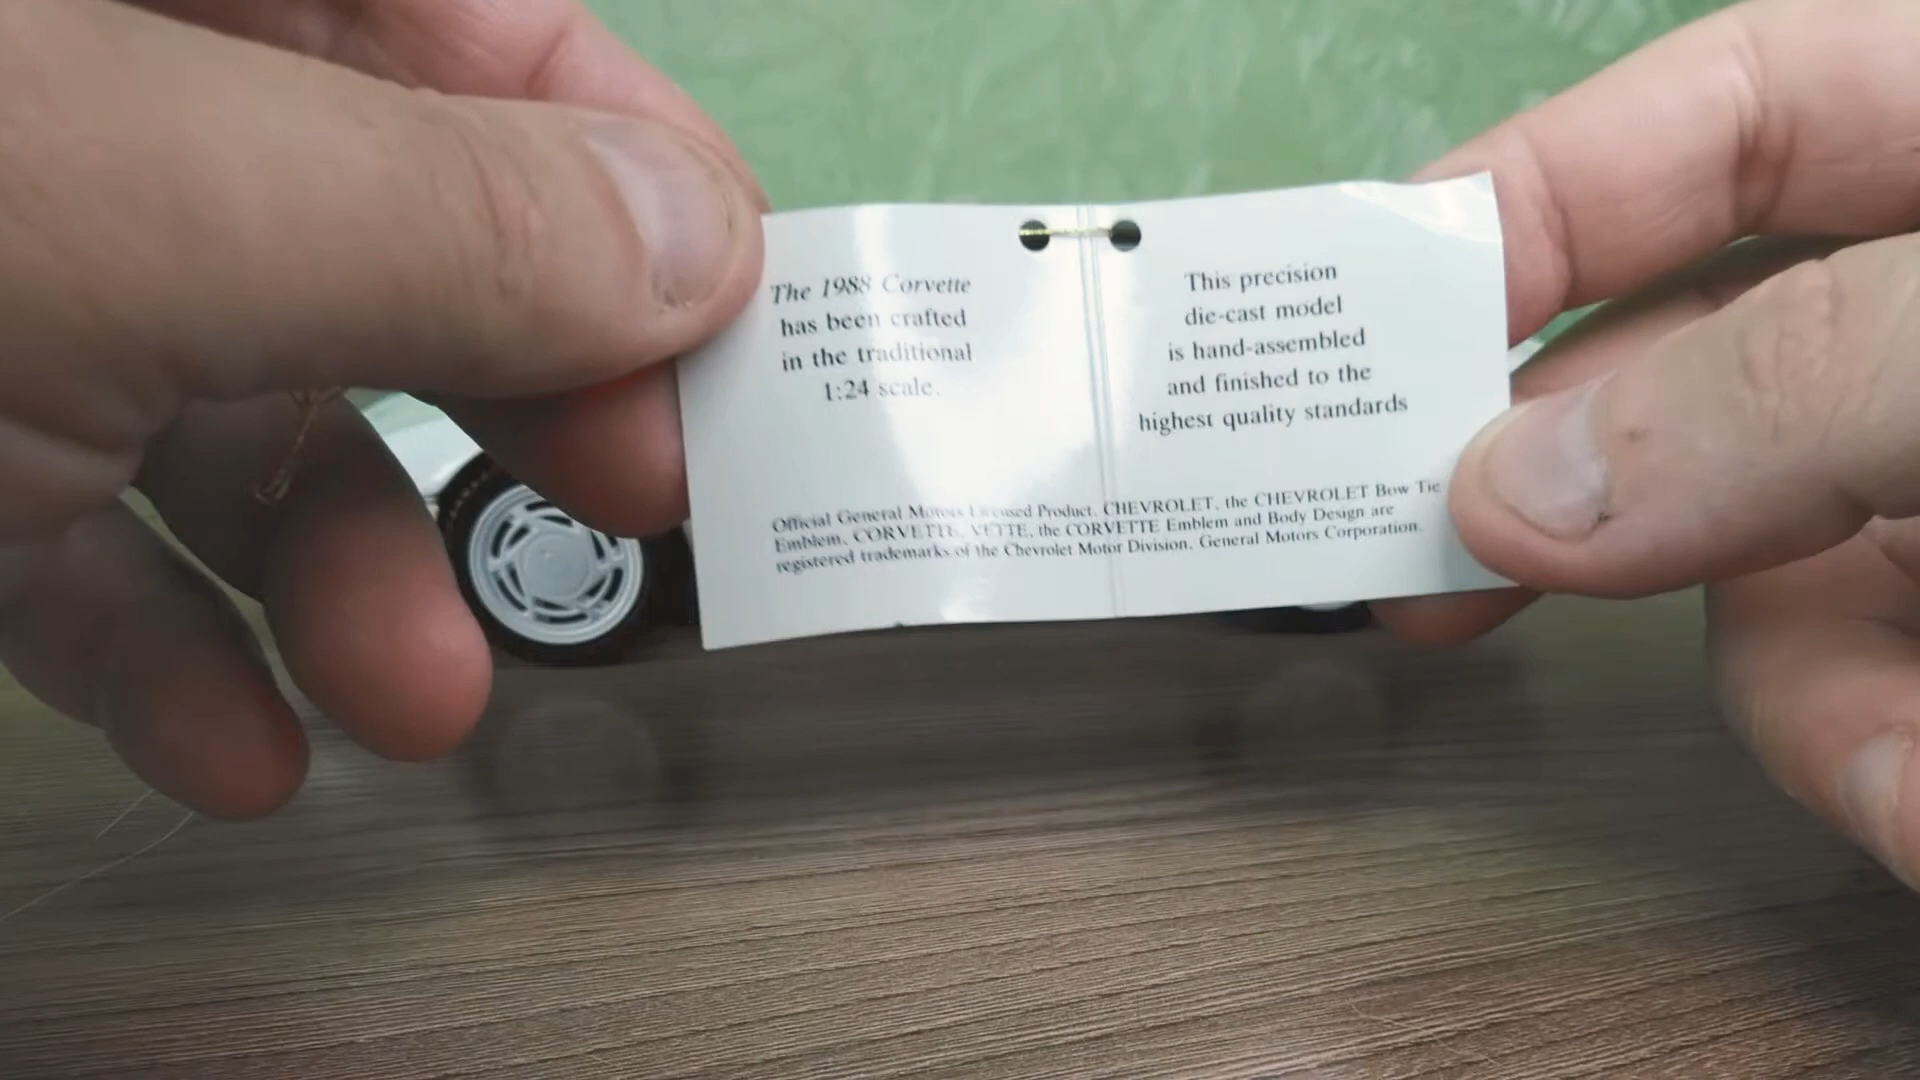 The 1988 Corvette
has been crafted
in the traditional
1:24 scale.
This precision
die-cast model
is hand-assembled
and finished to the
highest quality standards
Official General Motors Licensed Product. CHEVROLET, the CHEVROLET Bow Tie
Emblem, CORVETTE, VETTE, the CORVETTE Emblem and Body Design are
registered trademarks of the Chevrolet Motor Division, General Motors Corporation.